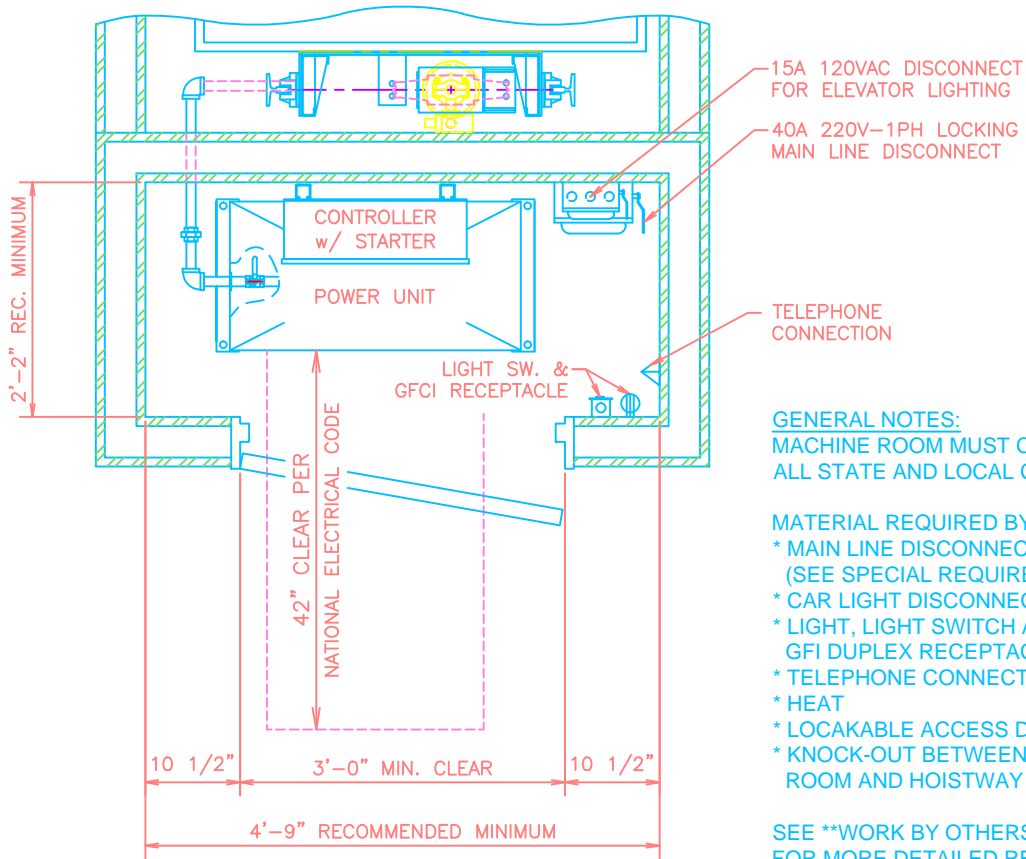 15A 120VAC DISCONNECT
FOR ELEVATOR LIGHTING
40A 220V-1PH LOCKING
MAIN LINE DISCONNECT
CONTROLLER
w/ STARTER
POWER UNIT
2'-2" REC. MINIMUM
TELEPHONE
CONNECTION
LIGHT SW. &
GFCI RECEPTACLE
42" CLEAR PER
NATIONAL ELECTRICAL CODE
10 1/2"
3'-0" MIN. CLEAR
10 1/2"
4'-9" RECOMMENDED MINIMUM
GENERAL NOTES:
MACHINE ROOM MUST
ALL STATE AND LOCAL
MATERIAL REQUIRED BY
* MAIN LINE DISCONNEC
(SEE SPECIAL REQUIRE
* CAR LIGHT DISCONNEC
* LIGHT, LIGHT SWITCH A
GFI DUPLEX RECEPTAC
* TELEPHONE CONNECT
* HEAT
* LOCAKABLE ACCESS D
* KNOCK-OUT BETWEEN
ROOM AND HOISTWAY
SEE **WORK BY OTHERS
FOR MORE DETAILED RE